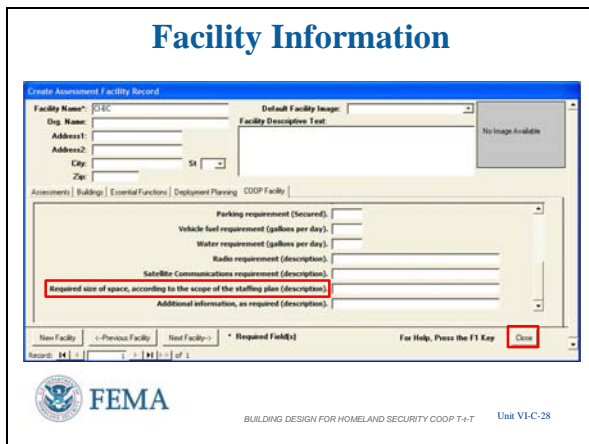 Facility Information
Create Assessment Facility Record
Facility Name*: CI-EC Default Facility Image:
Org. Name: Facility Descriptive Text:
No Image Available
Address1:
Address2:
City: St
Zip:
Assessments Buildings Essential Functions Deployment Planning COOP Facility
Parking requirement (Secured).
Vehicle fuel requirement (gallons per day).
Water requirement (gallons per day).
Radio requirement (description).
Satellite Communications requirement (description).
Required size of space, according to the scope of the staffing plan (description).
Additional information, as required (description).
New Facility <--Previous Facility Next Facility--> * Required Field(s) For Help, Press the F1 Key Close
Record: 1 of 1
FEMA
BUILDING DESIGN FOR HOMELAND SECURITY COOP T-t-T Unit VI-C-28